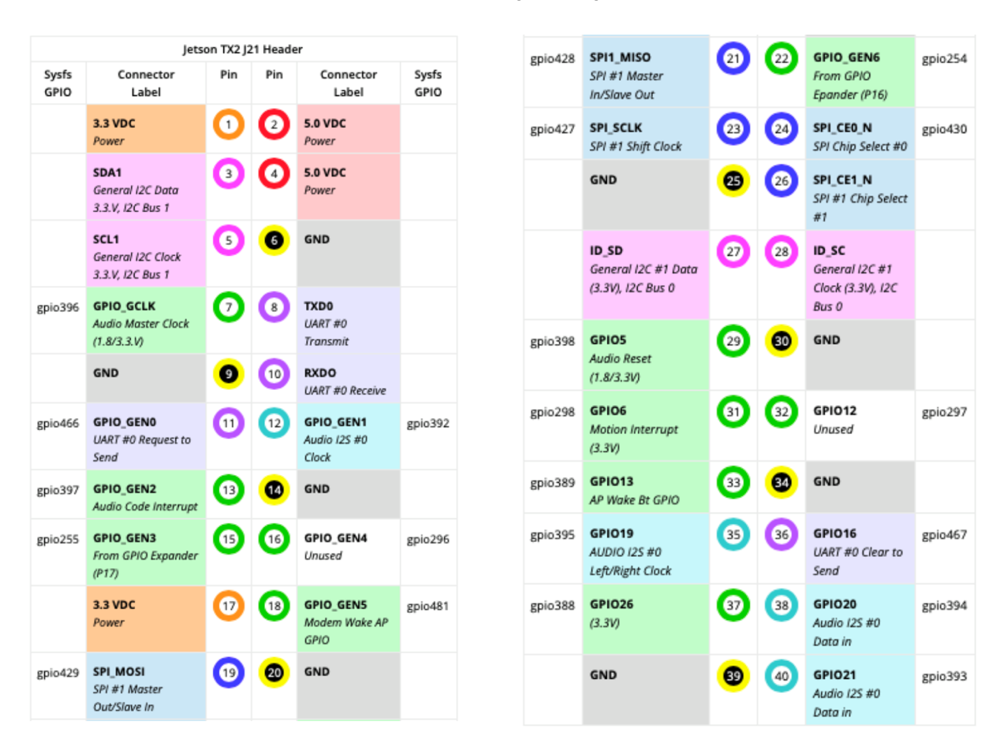 Jetson TX2 J21 Header
Sysfs GPIO Connector Label Pin Pin Connector Label Sysfs GPIO
3.3 VDC 1 2 5.0 VDC
Power Power
SDA1 3 4 5.0 VDC
General I2C Data Power
3.3.V, I2C Bus 1
SCL1 5 6 GND
General I2C Clock
3.3.V, I2C Bus 1
gpio396 GPIO_GCLK 7 8 TXD0
Audio Master Clock UART #0
(1.8/3.3.V) Transmit
GND 9 10 RXDO
UART #0 Receive
gpio466 GPIO_GEN0 11 12 GPIO_GEN1 gpio392
UART #0 Request to Audio I2S #0
Send Clock
gpio397 GPIO_GEN2 13 14 GND
Audio Code Interrupt
gpio255 GPIO_GEN3 15 16 GPIO_GEN4 gpio296
From GPIO Expander Unused
(P17)
3.3 VDC 17 18 GPIO_GEN5 gpio481
Power Modem Wake AP
GPIO
gpio429 SPI_MOSI 19 20 GND
SPI #1 Master
Out/Slave In
gpio428 SPI1_MISO 21 22 GPIO_GEN6 gpio254
SPI #1 Master From GPIO
In/Slave Out Epander (P16)
gpio427 SPI_SCLK 23 24 SPI_CE0_N gpio430
SPI #1 Shift Clock SPI Chip Select #0
GND 25 26 SPI_CE1_N
SPI #1 Chip Select
#1
ID_SD 27 28 ID_SC
General I2C #1 Data General I2C #1
(3.3V), I2C Bus 0 Clock (3.3V), I2C
Bus 0
gpio398 GPIO5 29 30 GND
Audio Reset
(1.8/3.3V)
gpio298 GPIO6 31 32 GPIO12 gpio297
Motion Interrupt Unused
(3.3V)
gpio389 GPIO13 33 34 GND
AP Wake Bt GPIO
gpio395 GPIO19 35 36 GPIO16 gpio467
AUDIO I2S #0 UART #0 Clear to
Left/Right Clock Send
gpio388 GPIO26 37 38 GPIO20 gpio394
(3.3V) Audio I2S #0
Data in
GND 39 40 GPIO21 gpio393
Audio I2S #0
Data in